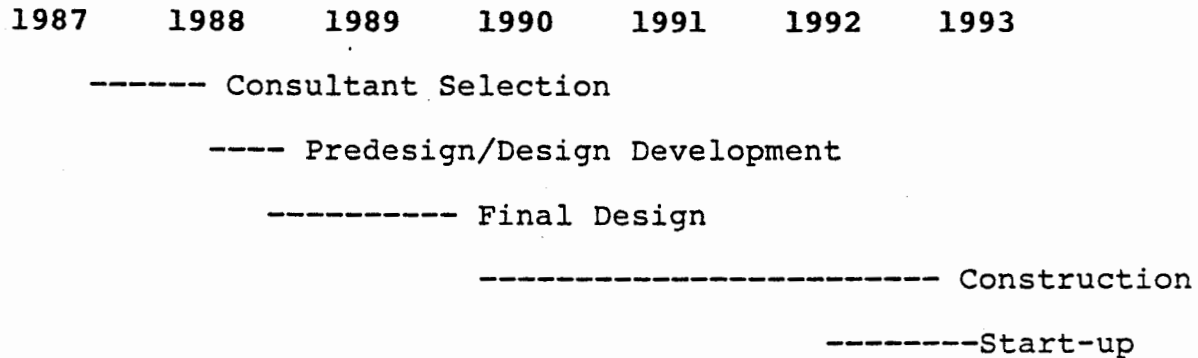 1987 1988 1989 1990 1991 1992 1993
------ Consultant Selection
---- Predesign/Design Development
---------- Final Design
------------------------ Construction
--------Start-up